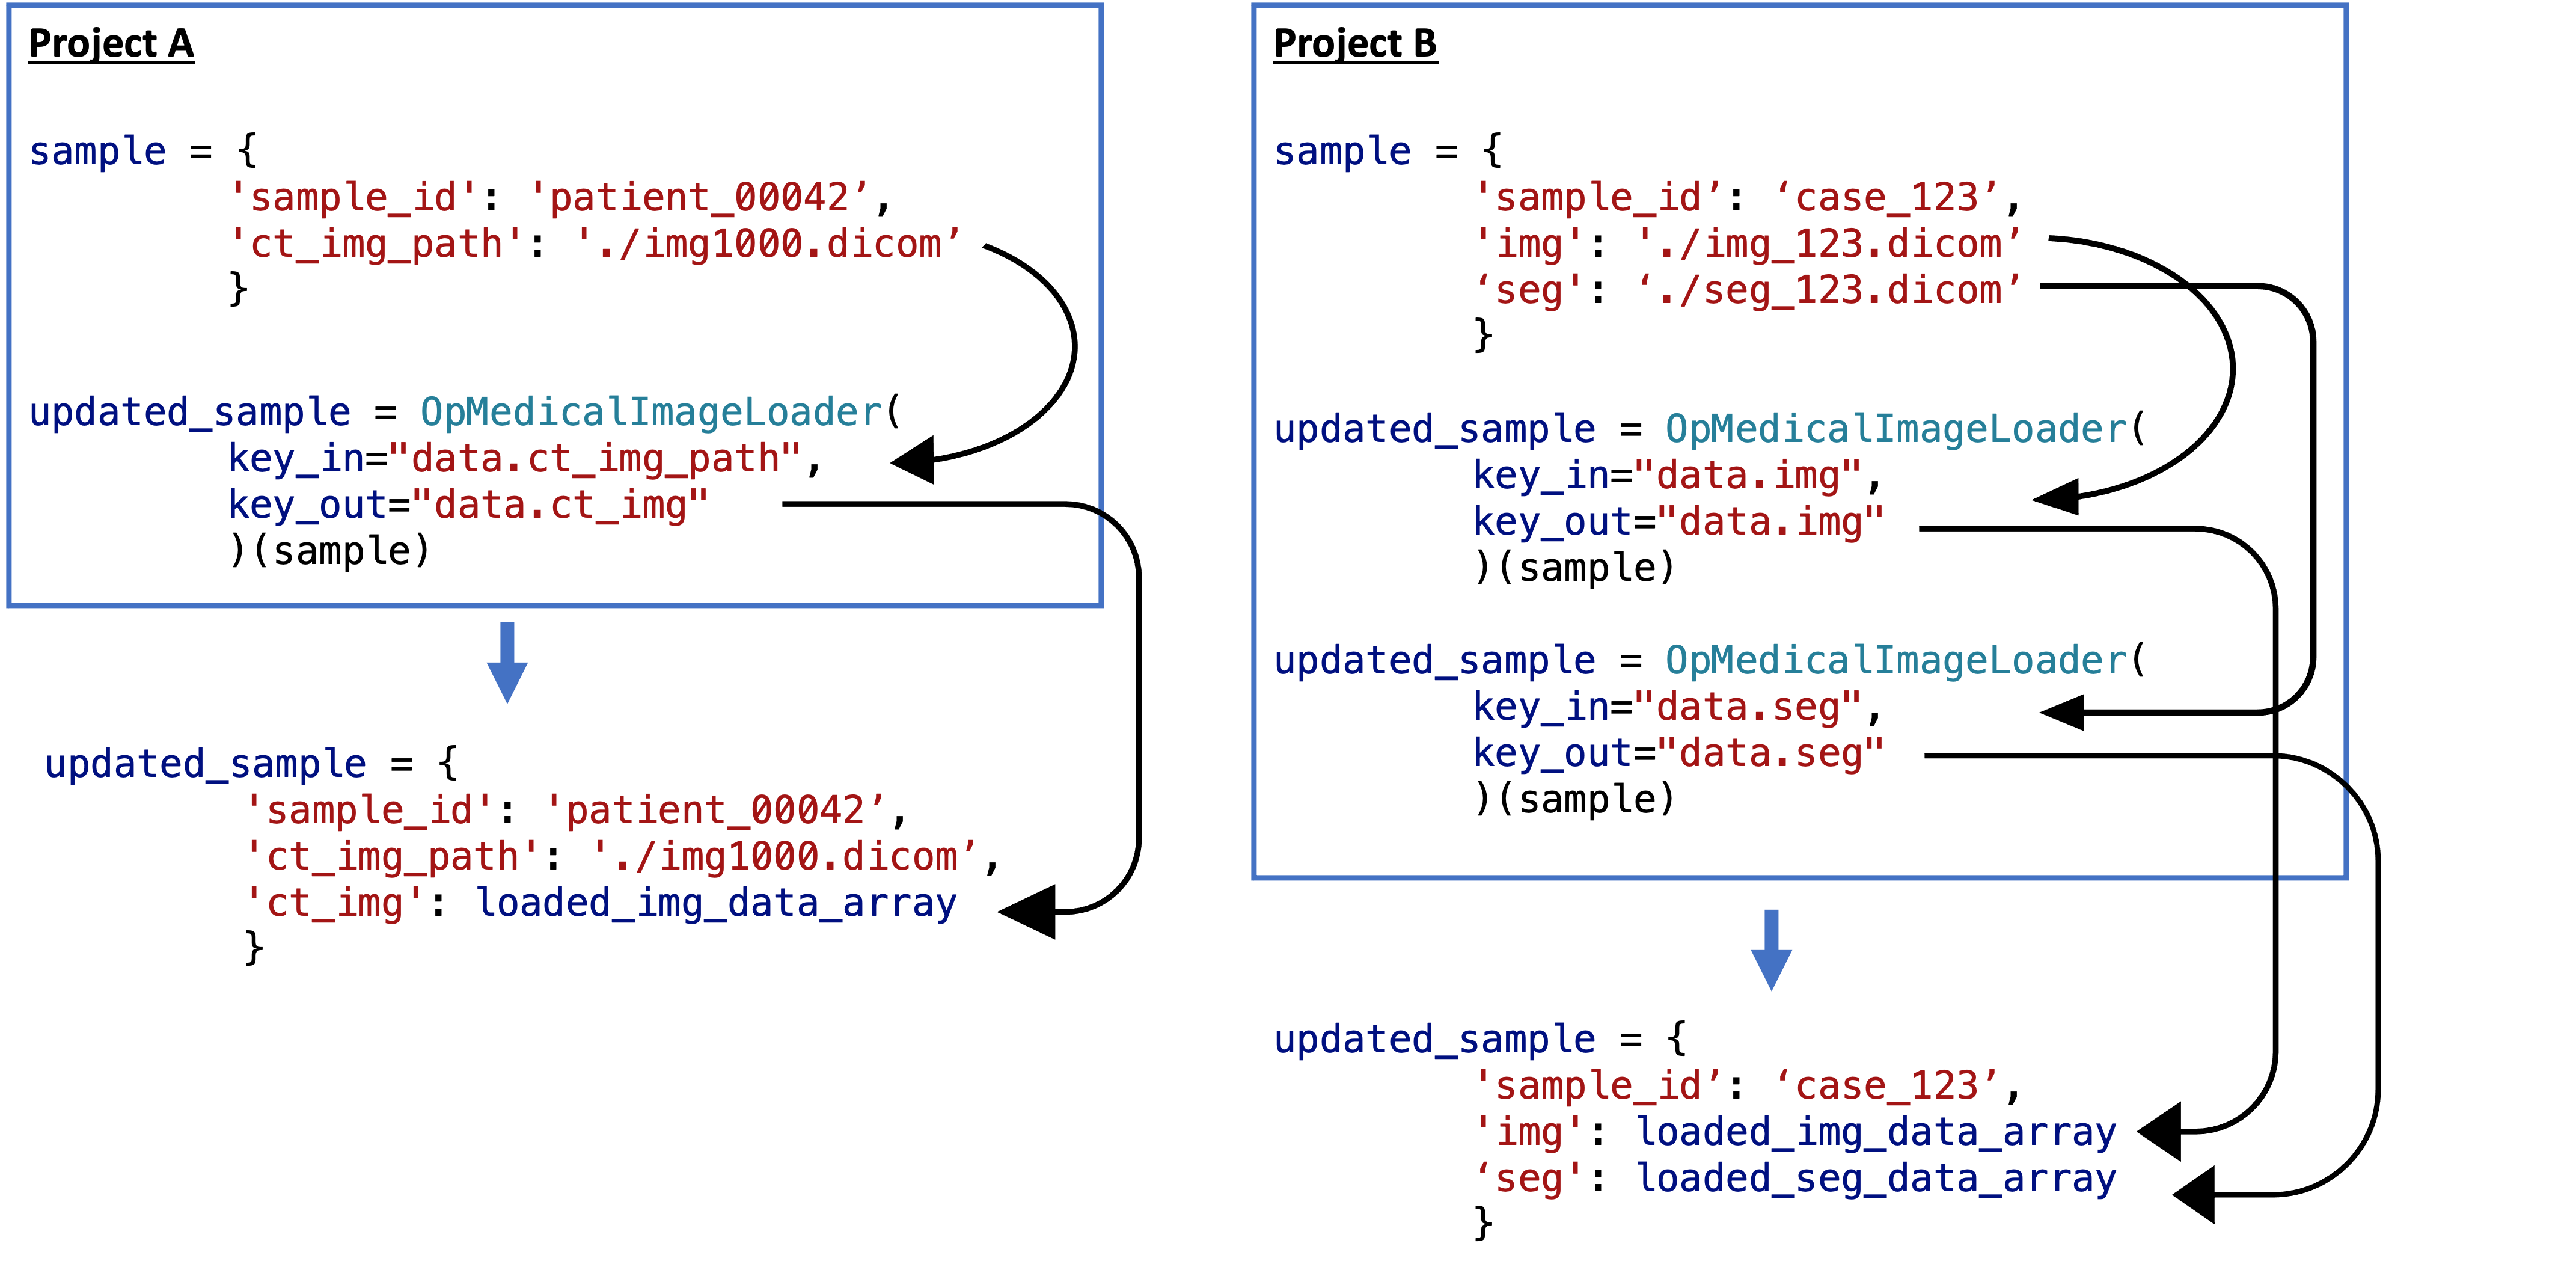 Project A
sample = {
'sample_id': 'patient_00042’,
'ct_img_path': './img1000.dicom’
}
updated_sample = OpMedicalImageLoader(
key_in="data.ct_img_path",
key_out="data.ct_img"
)(sample)
updated_sample = {
'sample_id': 'patient_00042’,
'ct_img_path': './img1000.dicom’,
'ct_img': loaded_img_data_array
}
Project B
sample = {
'sample_id’: ‘case_123’,
'img': './img_123.dicom’
‘seg': ‘./seg_123.dicom’
}
updated_sample = OpMedicalImageLoader(
key_in="data.img",
key_out="data.img"
)(sample)
updated_sample = OpMedicalImageLoader(
key_in="data.seg",
key_out="data.seg"
)(sample)
updated_sample = {
'sample_id’: ‘case_123’,
'img': loaded_img_data_array
‘seg': loaded_seg_data_array
}